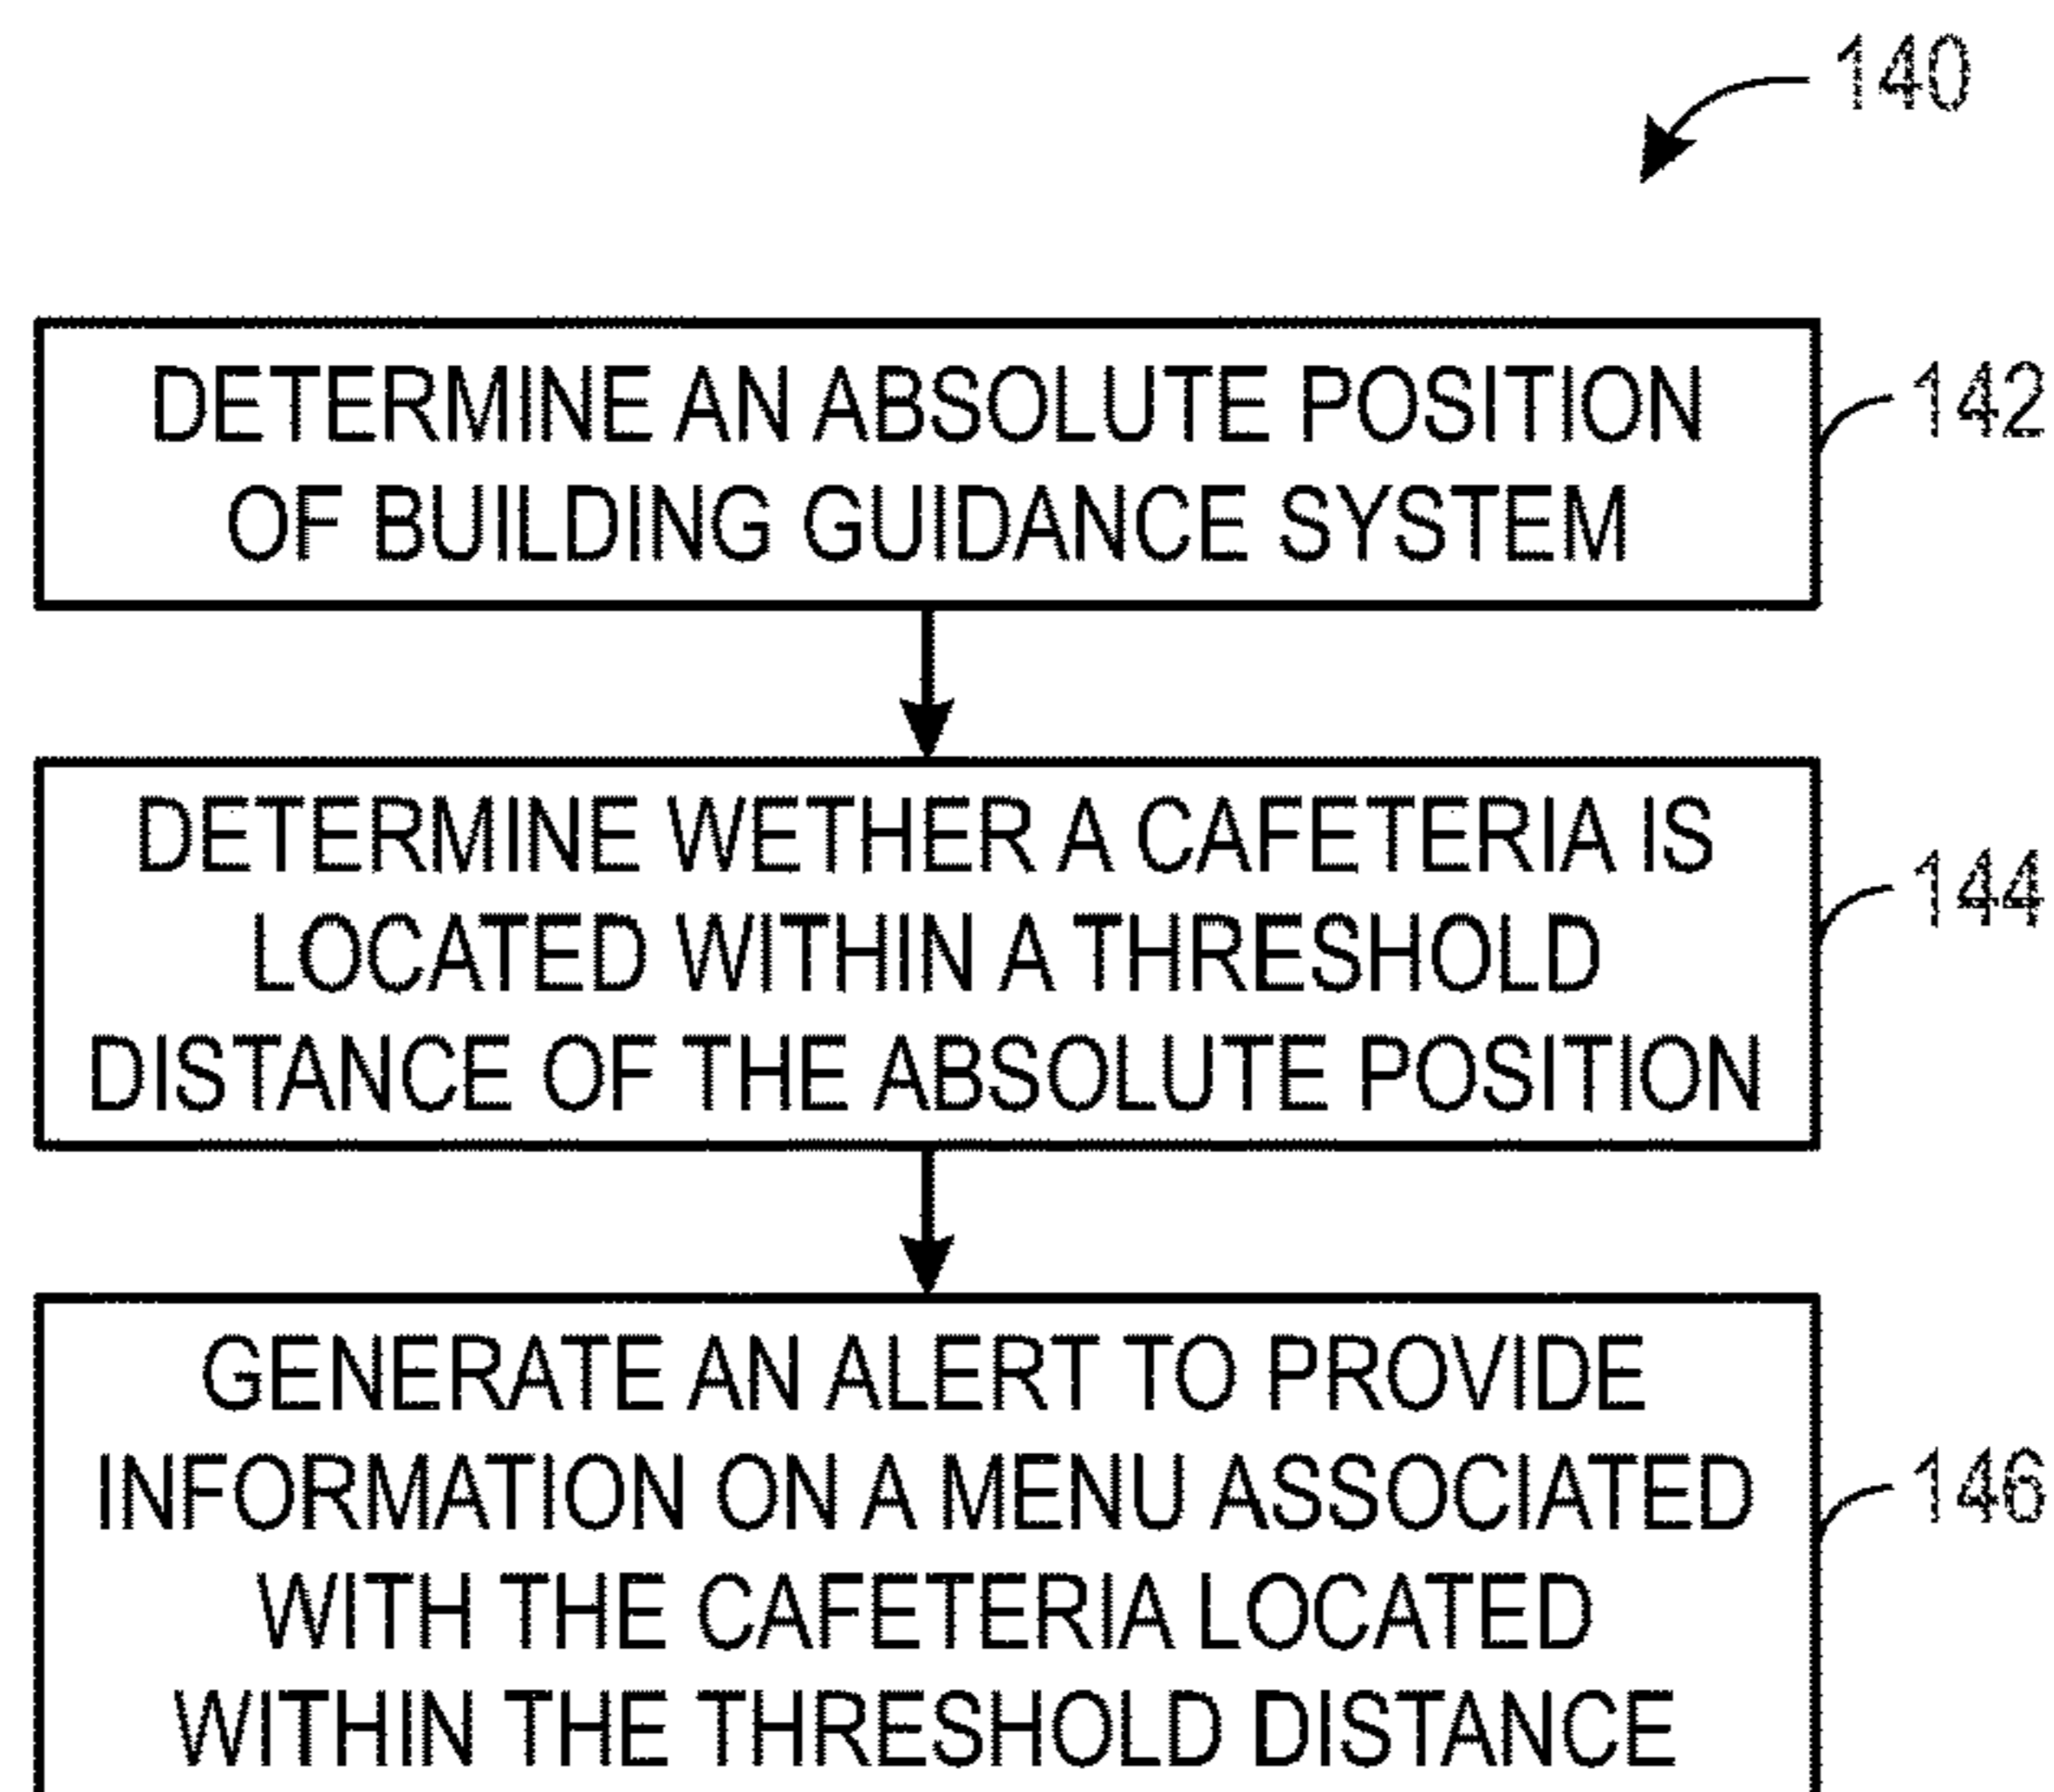 140
DETERMINE AN ABSOLUTE POSITION
OF BUILDING GUIDANCE SYSTEM
142
DETERMINE WETHER A CAFETERIA IS
LOCATED WITHIN A THRESHOLD
DISTANCE OF THE ABSOLUTE POSITION
144
GENERATE AN ALERT TO PROVIDE
INFORMATION ON A MENU ASSOCIATED
WITH THE CAFETERIA LOCATED
WITHIN THE THRESHOLD DISTANCE
146